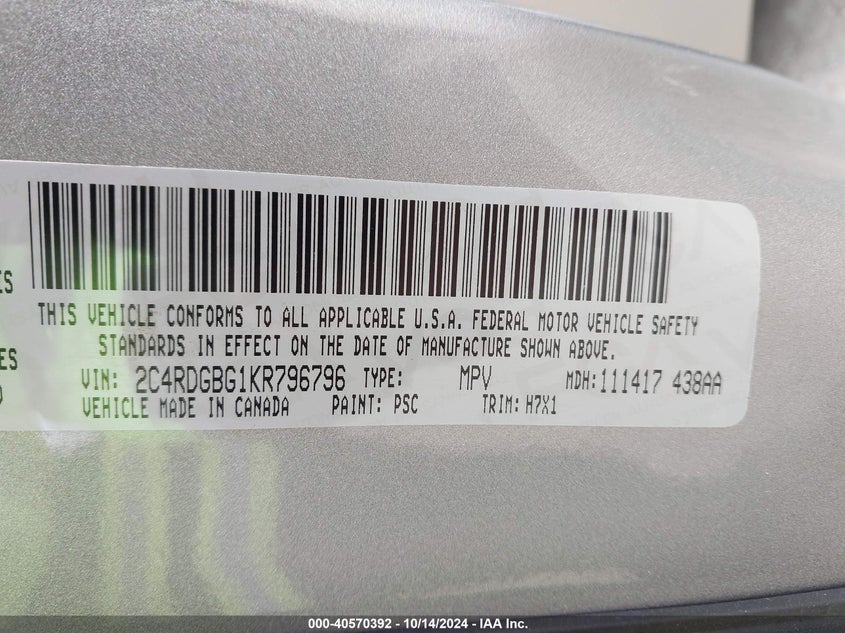 ES
THIS VEHICLE CONFORMS TO ALL APPLICABLE U.S.A. FEDERAL MOTOR VEHICLE SAFETY
STANDARDS IN EFFECT ON THE DATE OF MANUFACTURE SHOWN ABOVE.
ES
VIN: 2C4RDGBG1KR796796 TYPE: MPV MDH: 111417 438AA
VEHICLE MADE IN CANADA PAINT: PSC TRIM: H7X1
000-40570392 - 10/14/2024 - IAA Inc.